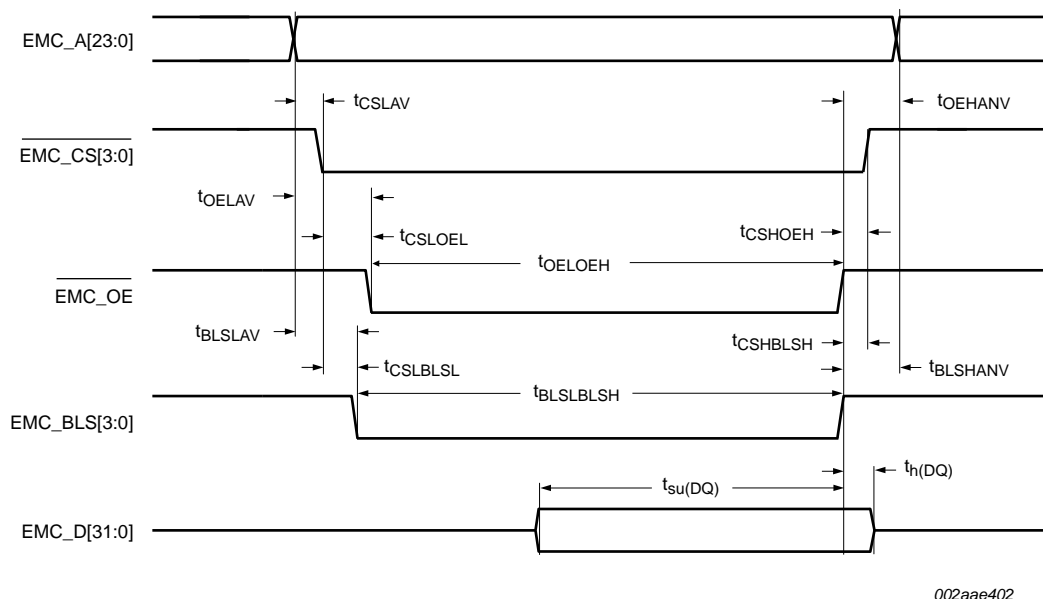 EMC_A[23:0]
tCSLAV
tOEHANV
EMC_CS[3:0]
tOELAV
tCSLOEL
tCSHOEH
tOELOEH
EMC_OE
tBLSLAV
tCSHBLSH
tCSLBLSL
tBLSHANV
tBLSLBLSH
EMC_BLS[3:0]
th(DQ)
tsu(DQ)
EMC_D[31:0]
002aae402